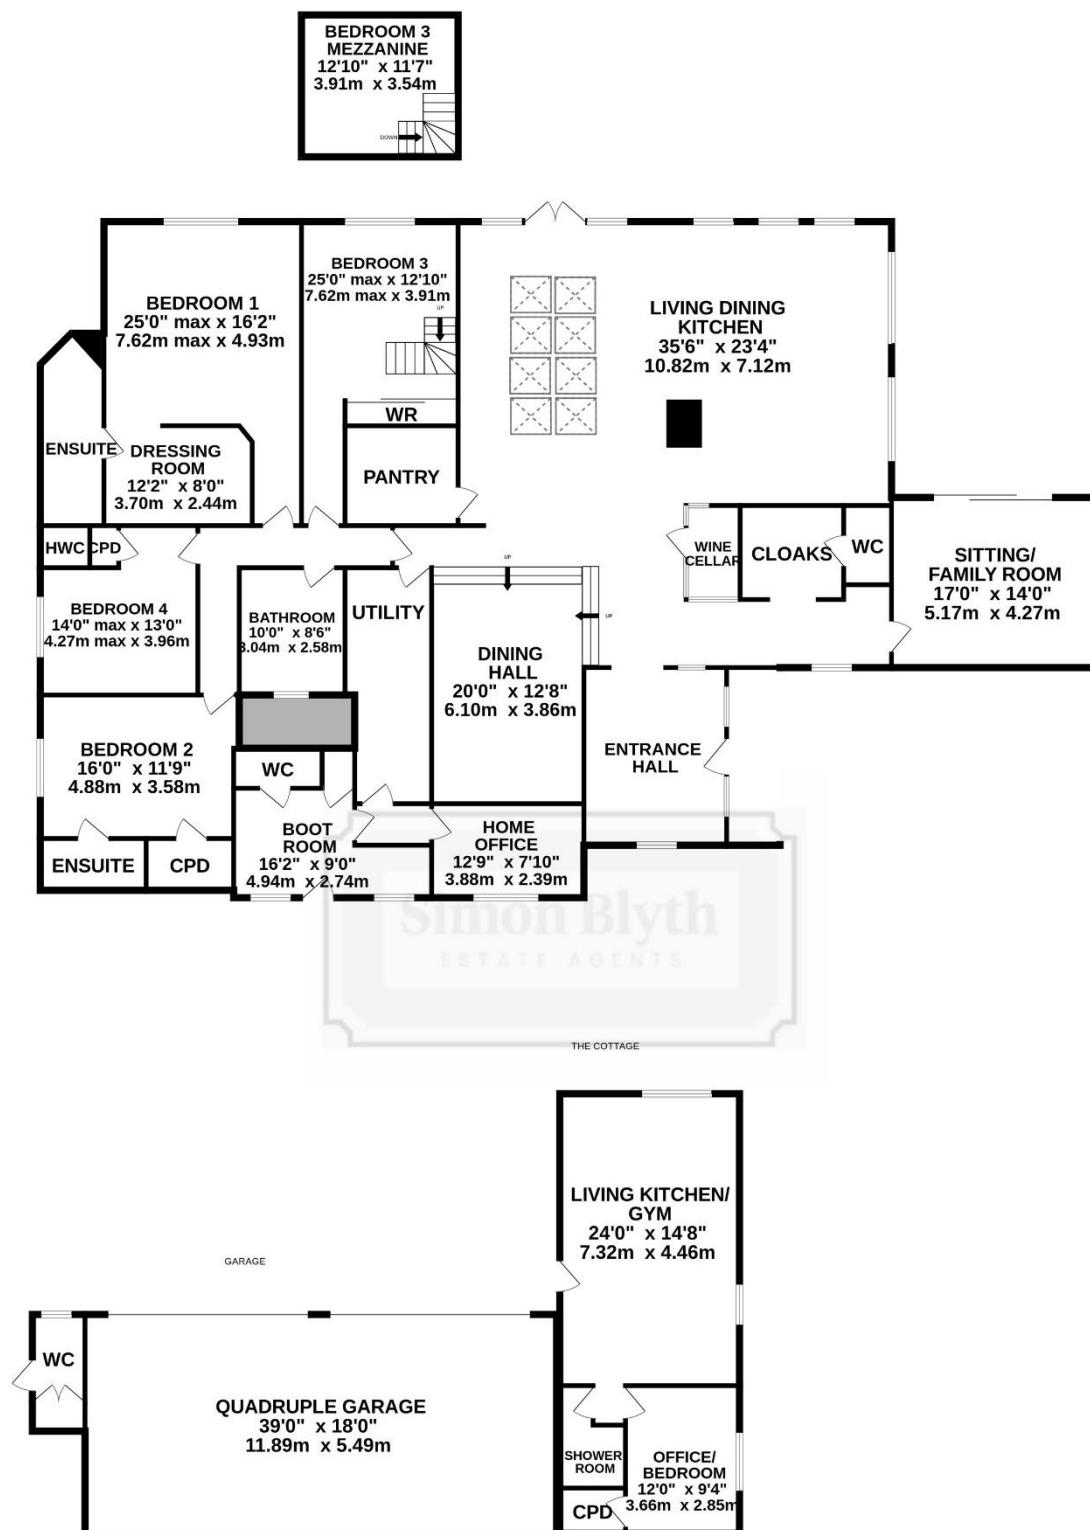 BEDROOM 3
MEZZANINE
12'10" x 11'7"
3.91m x 3.54m
DOWN
BEDROOM 1
25'0" max x 16'2"
7.62m max x 4.93m
BEDROOM 3
25'0" max x 12'10"
7.62m max x 3.91m
UP
WR
LIVING DINING
KITCHEN
35'6" x 23'4"
10.82m x 7.12m
ENSUITE
DRESSING
ROOM
12'2" x 8'0"
3.70m x 2.44m
PANTRY
HWC
CPD
UP
WINE
CELLAR
CLOAKS
WC
SITTING/
FAMILY ROOM
17'0" x 14'0"
5.17m x 4.27m
BEDROOM 4
14'0" max x 13'0"
4.27m max x 3.96m
BATHROOM
10'0" x 8'6"
3.04m x 2.58m
UTILITY
UP
DINING
HALL
20'0" x 12'8"
6.10m x 3.86m
BEDROOM 2
16'0" x 11'9"
4.88m x 3.58m
WC
ENTRANCE
HALL
ENSUITE
CPD
BOOT
ROOM
16'2" x 9'0"
4.94m x 2.74m
HOME
OFFICE
12'9" x 7'10"
3.88m x 2.39m
Simon Blyth
ESTATE AGENTS
THE COTTAGE
LIVING KITCHEN/
GYM
24'0" x 14'8"
7.32m x 4.46m
GARAGE
WC
QUADRUPLE GARAGE
39'0" x 18'0"
11.89m x 5.49m
SHOWER
ROOM
OFFICE/
BEDROOM
12'0" x 9'4"
3.66m x 2.85m
CPD